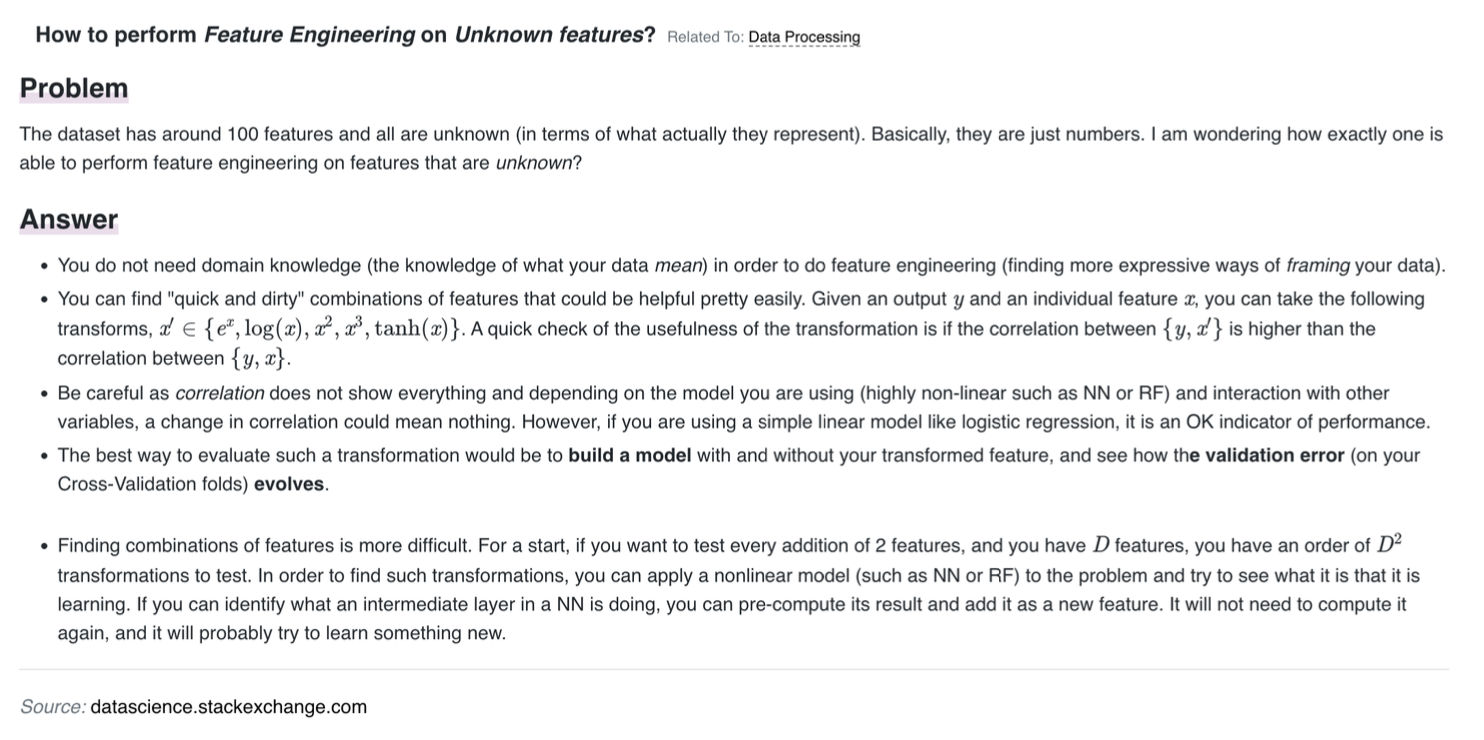 How to perform Feature Engineering on Unknown features? Related To: Data Processing
Problem
The dataset has around 100 features and all are unknown (in terms of what actually they represent). Basically, they are just numbers. I am wondering how exactly one is
able to perform feature engineering on features that are unknown?
Answer
• You do not need domain knowledge (the knowledge of what your data mean) in order to do feature engineering (finding more expressive ways of framing your data).
• You can find "quick and dirty" combinations of features that could be helpful pretty easily. Given an output y and an individual feature x, you can take the following
transforms, x′ ∈ {eˣ, log(x), x², x³, tanh(x)}. A quick check of the usefulness of the transformation is if the correlation between {y, x′} is higher than the
correlation between {y, x}.
• Be careful as correlation does not show everything and depending on the model you are using (highly non-linear such as NN or RF) and interaction with other
variables, a change in correlation could mean nothing. However, if you are using a simple linear model like logistic regression, it is an OK indicator of performance.
• The best way to evaluate such a transformation would be to build a model with and without your transformed feature, and see how the validation error (on your
Cross-Validation folds) evolves.
• Finding combinations of features is more difficult. For a start, if you want to test every addition of 2 features, and you have D features, you have an order of D²
transformations to test. In order to find such transformations, you can apply a nonlinear model (such as NN or RF) to the problem and try to see what it is that it is
learning. If you can identify what an intermediate layer in a NN is doing, you can pre-compute its result and add it as a new feature. It will not need to compute it
again, and it will probably try to learn something new.
Source: datascience.stackexchange.com